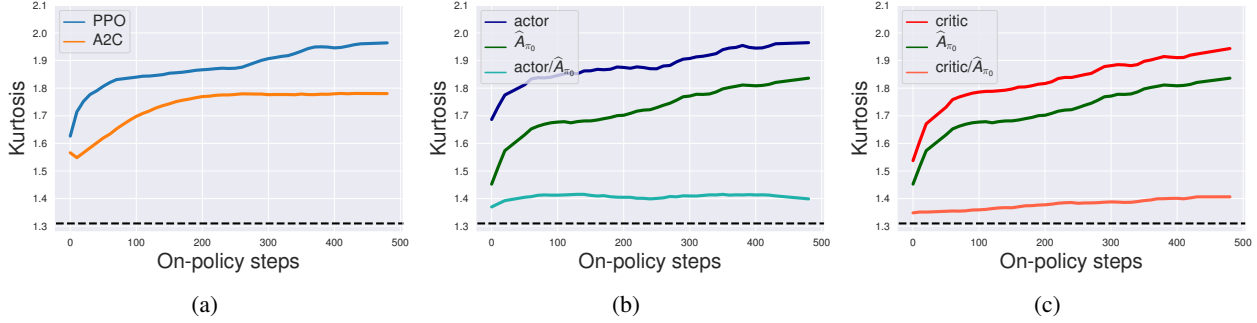 2.1
2.0
1.9
1.8
1.7
1.6
1.5
1.4
1.3
Kurtosis
PPO
A2C
0 100 200 300 400 500
On-policy steps
(a)
2.1
2.0
1.9
1.8
1.7
1.6
1.5
1.4
1.3
Kurtosis
actor
Â_{π₀}
actor/Â_{π₀}
0 100 200 300 400 500
On-policy steps
(b)
2.1
2.0
1.9
1.8
1.7
1.6
1.5
1.4
1.3
Kurtosis
critic
Â_{π₀}
critic/Â_{π₀}
0 100 200 300 400 500
On-policy steps
(c)